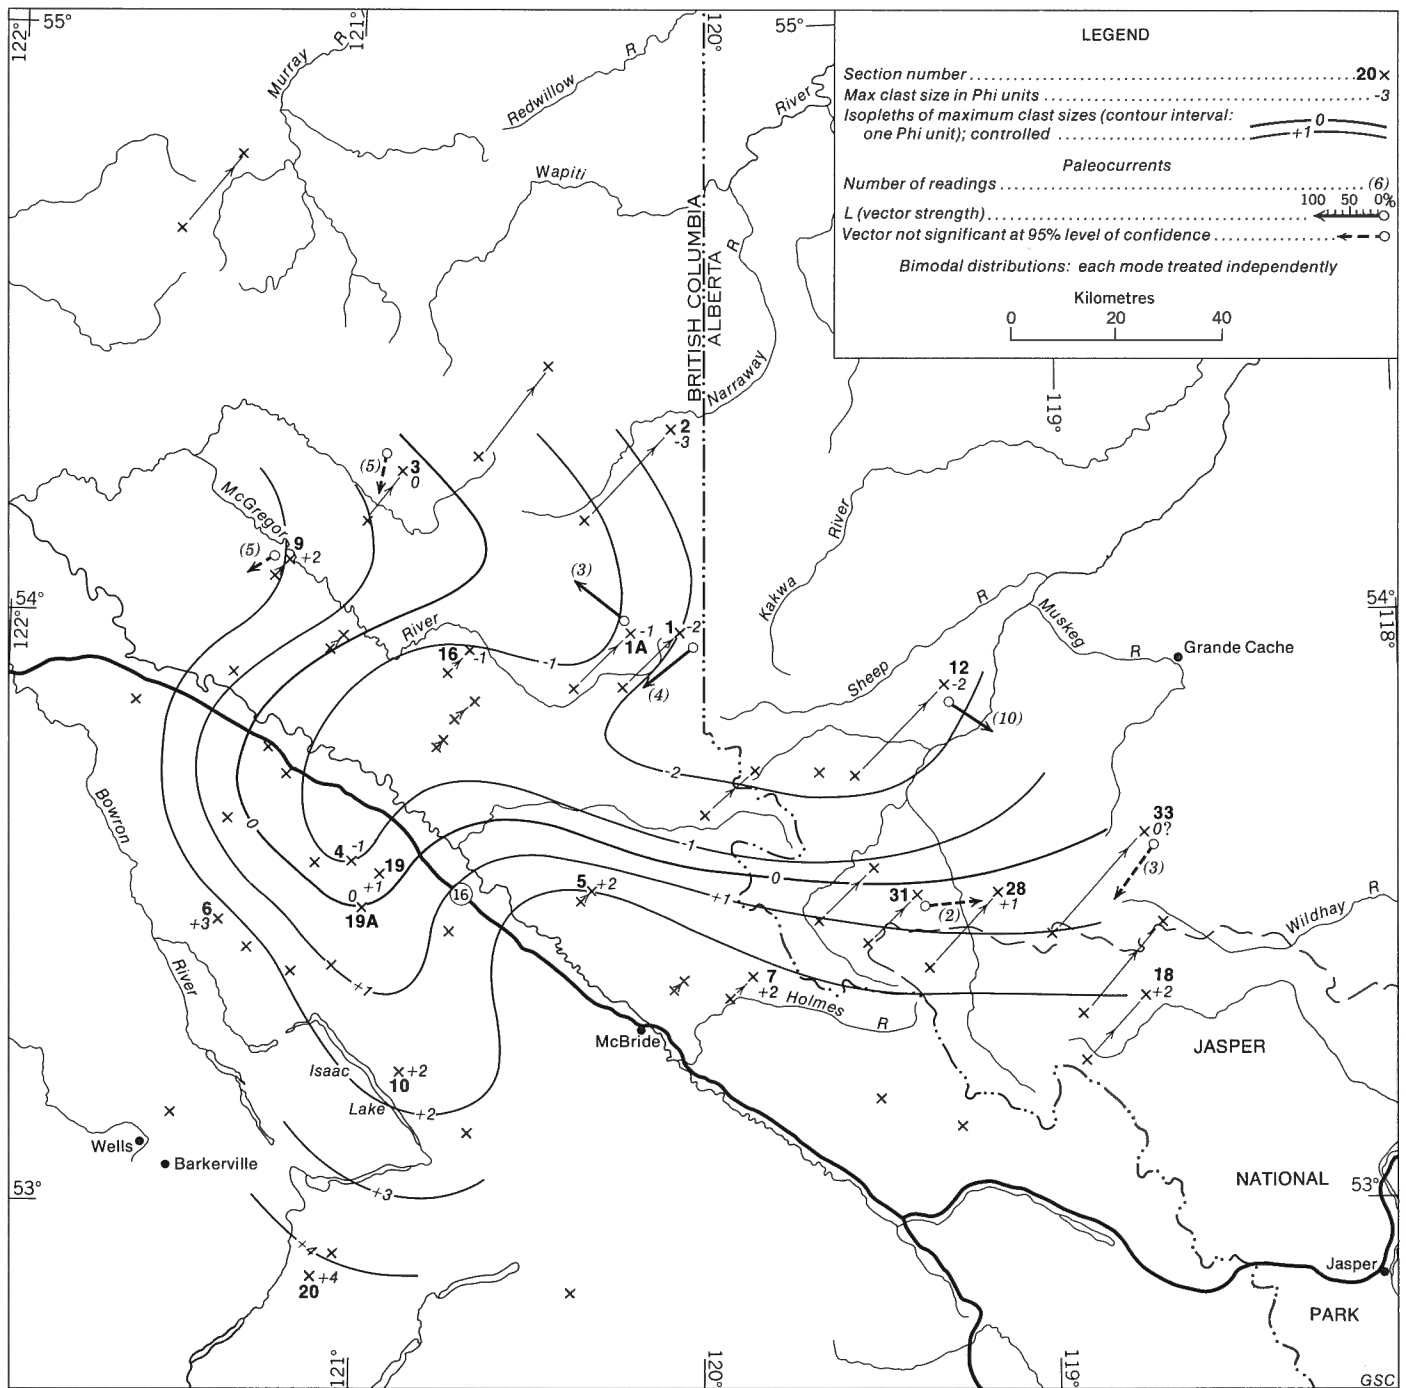 122°
55°
121°
120°
55°
LEGEND
Section number 20×
Max clast size in Phi units -3
Isopleths of maximum clast sizes (contour interval:
one Phi unit); controlled
0
+1
Paleocurrents
Number of readings (6)
100 50 0%
L (vector strength)
Vector not significant at 95% level of confidence
Bimodal distributions: each mode treated independently
Kilometres
0 20 40
Murray R
Redwillow R
River
Wapiti
R
BRITISH COLUMBIA
ALBERTA
Narraway
119°
2
-3
(5)
3
0
McGregor
River
(5)
9
+2
(3)
Kakwa
River
54°
122°
54°
118°
River
-1
1A
1
-2
16
-1
-1
(4)
Sheep
R
Muskeg
R
Grande Cache
12
-2
(10)
-2
Bowron
River
0
4
-1
19
+1
0
19A
16
-1
0
+1
33
0?
(3)
5
+2
31
(2)
28
+1
Wildhay R
6
+3
+1
7
+2
Holmes
R
18
+2
McBride
JASPER
Isaac
Lake
+2
10
+2
Wells
Barkerville
+3
53°
NATIONAL
53°
+4
+4
20
Jasper
PARK
121°
120°
119°
GSC